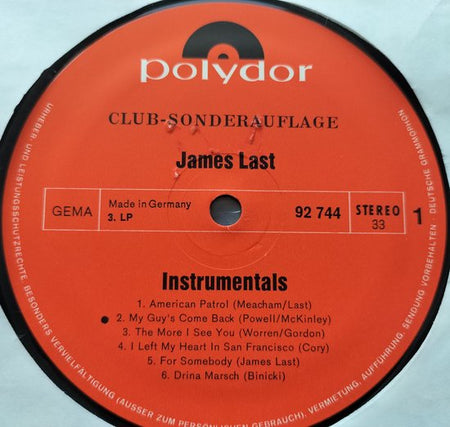 polydor
CLUB-SONDERAUFLAGE
James Last
GEMA
Made in Germany
3. LP
92 744
STEREO
33
1
Instrumentals
1. American Patrol (Meacham/Last)
2. My Guy's Come Back (Powell/McKinley)
3. The More I See You (Worren/Gordon)
4. I Left My Heart In San Francisco (Cory)
5. For Somebody (James Last)
6. Drina Marsch (Binicki)
URHEBER UND LEISTUNGSSCHUTZRECHTE, BESONDERS VERVIELFÄLTIGUNG (AUSSER ZUM PERSÖNLICHEN GEBRAUCH), VERMIETUNG, AUFFÜHRUNG, SENDUNG VORBEHALTEN · DEUTSCHE GRAMMOPHON